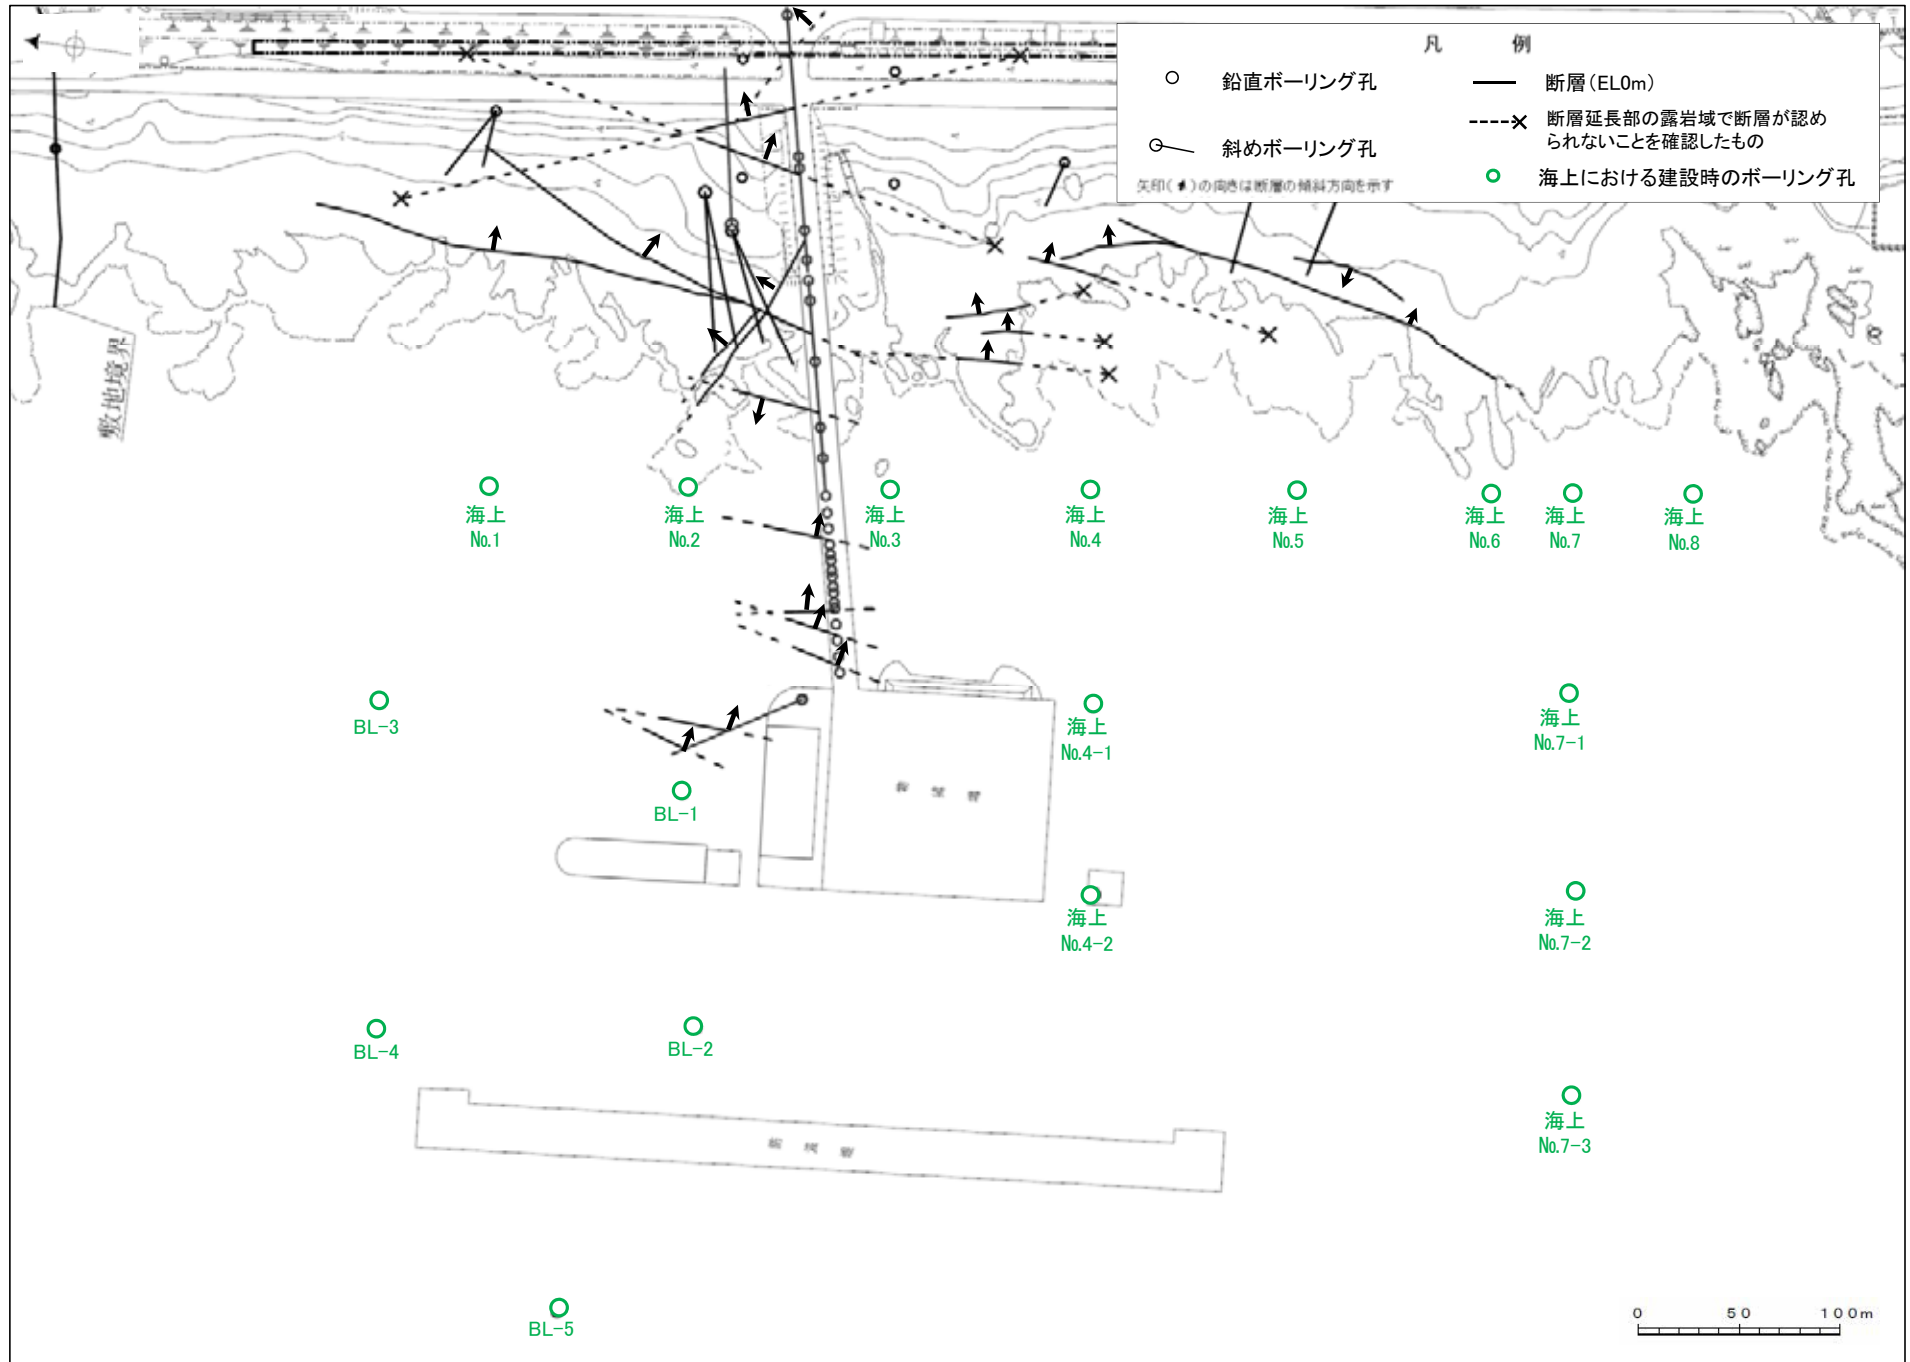 凡 例
鉛直ボーリング孔
断層(EL0m)
斜めボーリング孔
断層延長部の露岩域で断層が認め
られないことを確認したもの
矢印( )の向きは断層の傾斜方向を示す
海上における建設時のボーリング孔
敷地境界
海上
No.1
海上
No.2
海上
No.3
海上
No.4
海上
No.5
海上
No.6
海上
No.7
海上
No.8
BL-3
海上
No.4-1
海上
No.7-1
BL-1
海上
No.4-2
海上
No.7-2
BL-4
BL-2
海上
No.7-3
BL-5
0 50 100m